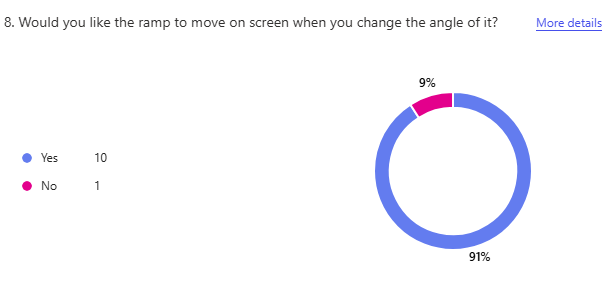 8. Would you like the ramp to move on screen when you change the angle of it?
More details
9%
Yes 10
No 1
91%